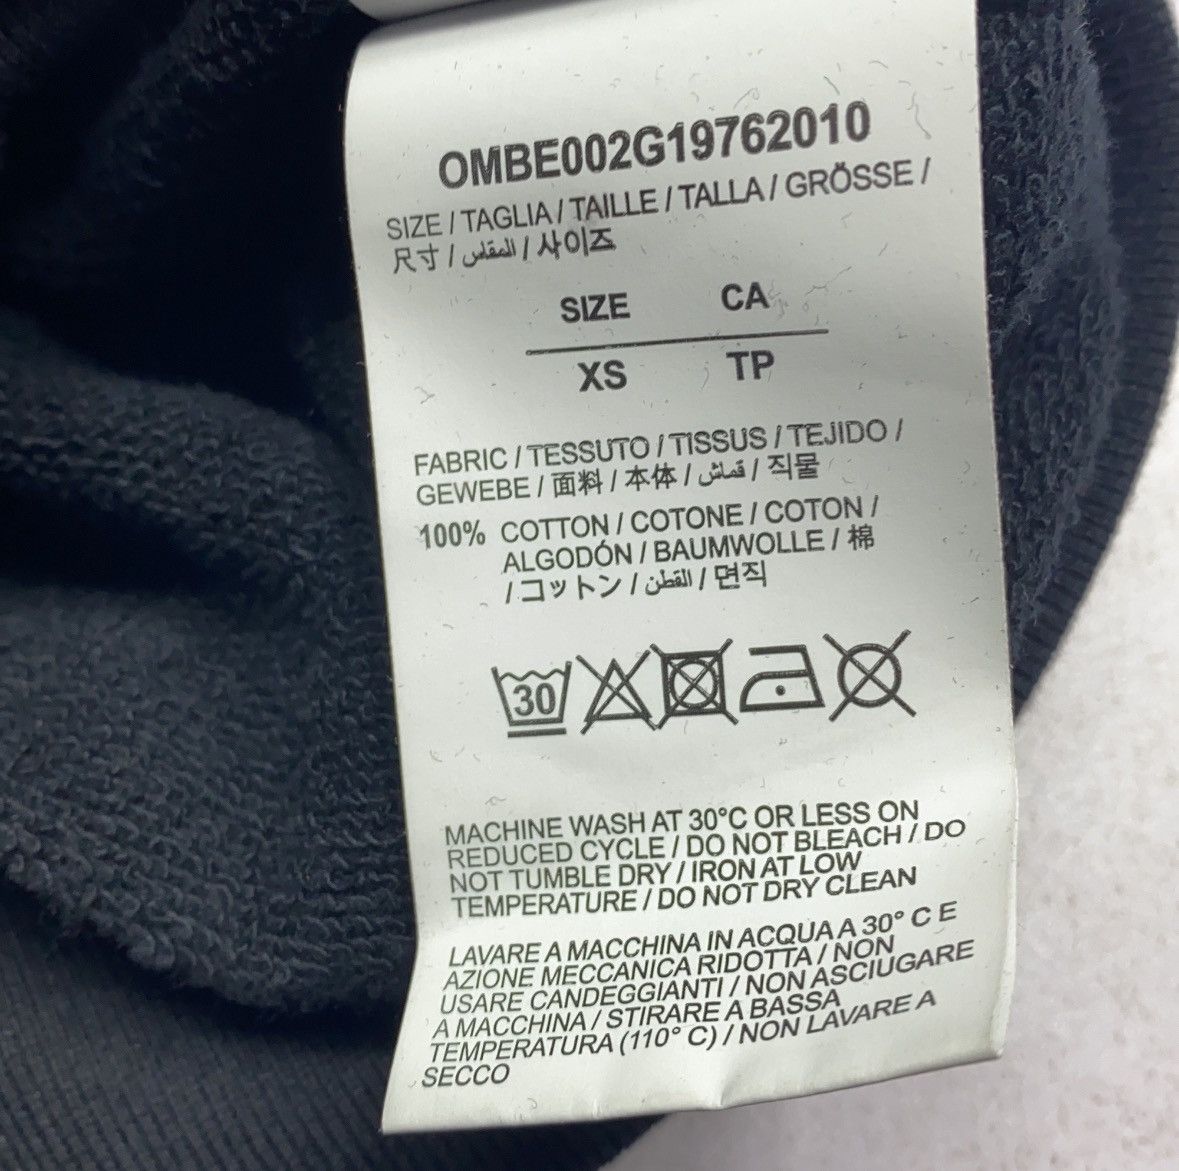 OMBE002G19762010
SIZE / TAGLIA / TAILLE / TALLA / GRÖSSE /
尺寸 / المقاس / 사이즈
SIZE CA
XS TP
FABRIC / TESSUTO / TISSUS / TEJIDO /
GEWEBE / 面料 / 本体 / قماش / 직물
100% COTTON / COTONE / COTON /
ALGODÓN / BAUMWOLLE / 棉
/ コットン / القطن / 면직
30
MACHINE WASH AT 30°C OR LESS ON
REDUCED CYCLE / DO NOT BLEACH / DO
NOT TUMBLE DRY / IRON AT LOW
TEMPERATURE / DO NOT DRY CLEAN
LAVARE A MACCHINA IN ACQUA A 30° C E
AZIONE MECCANICA RIDOTTA / NON
USARE CANDEGGIANTI / NON ASCIUGARE
A MACCHINA / STIRARE A BASSA
TEMPERATURA (110° C) / NON LAVARE A
SECCO